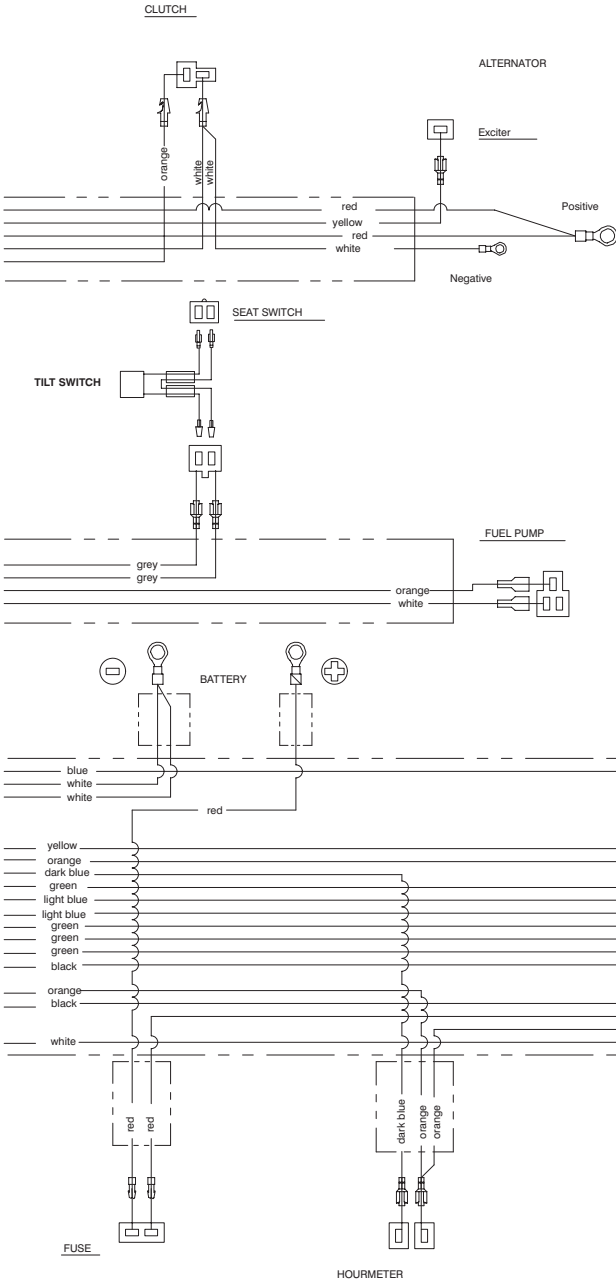 CLUTCH
ALTERNATOR
Exciter
orange
white
white
red
Positive
yellow
red
white
Negative
SEAT SWITCH
TILT SWITCH
FUEL PUMP
grey
grey
orange
white
BATTERY
blue
white
white
red
yellow
orange
dark blue
green
light blue
light blue
green
green
green
black
orange
black
white
red
red
dark blue
orange
orange
FUSE
HOURMETER